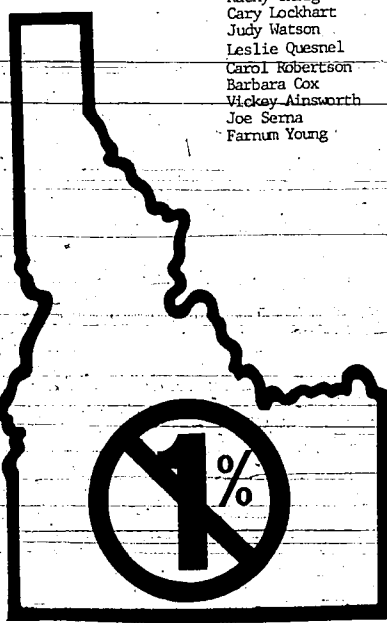 Cary Lockhart
Judy Watson
Leslie Quesnel
Carol Robertson
Barbara Cox
Vickey Ainsworth
Joe Serna
Farnum Young
1%